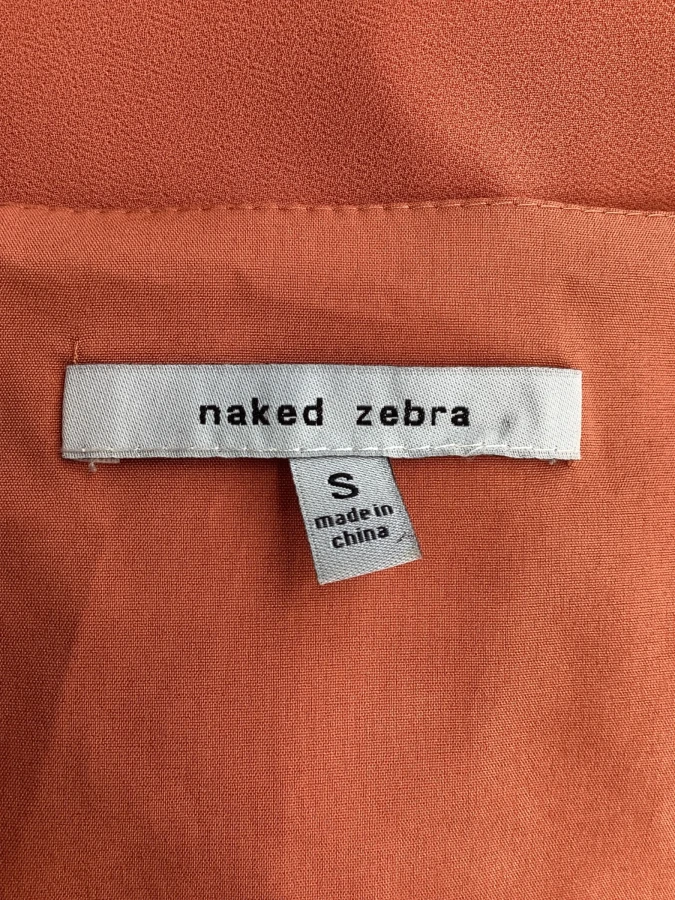 naked zebra
S
made in
china